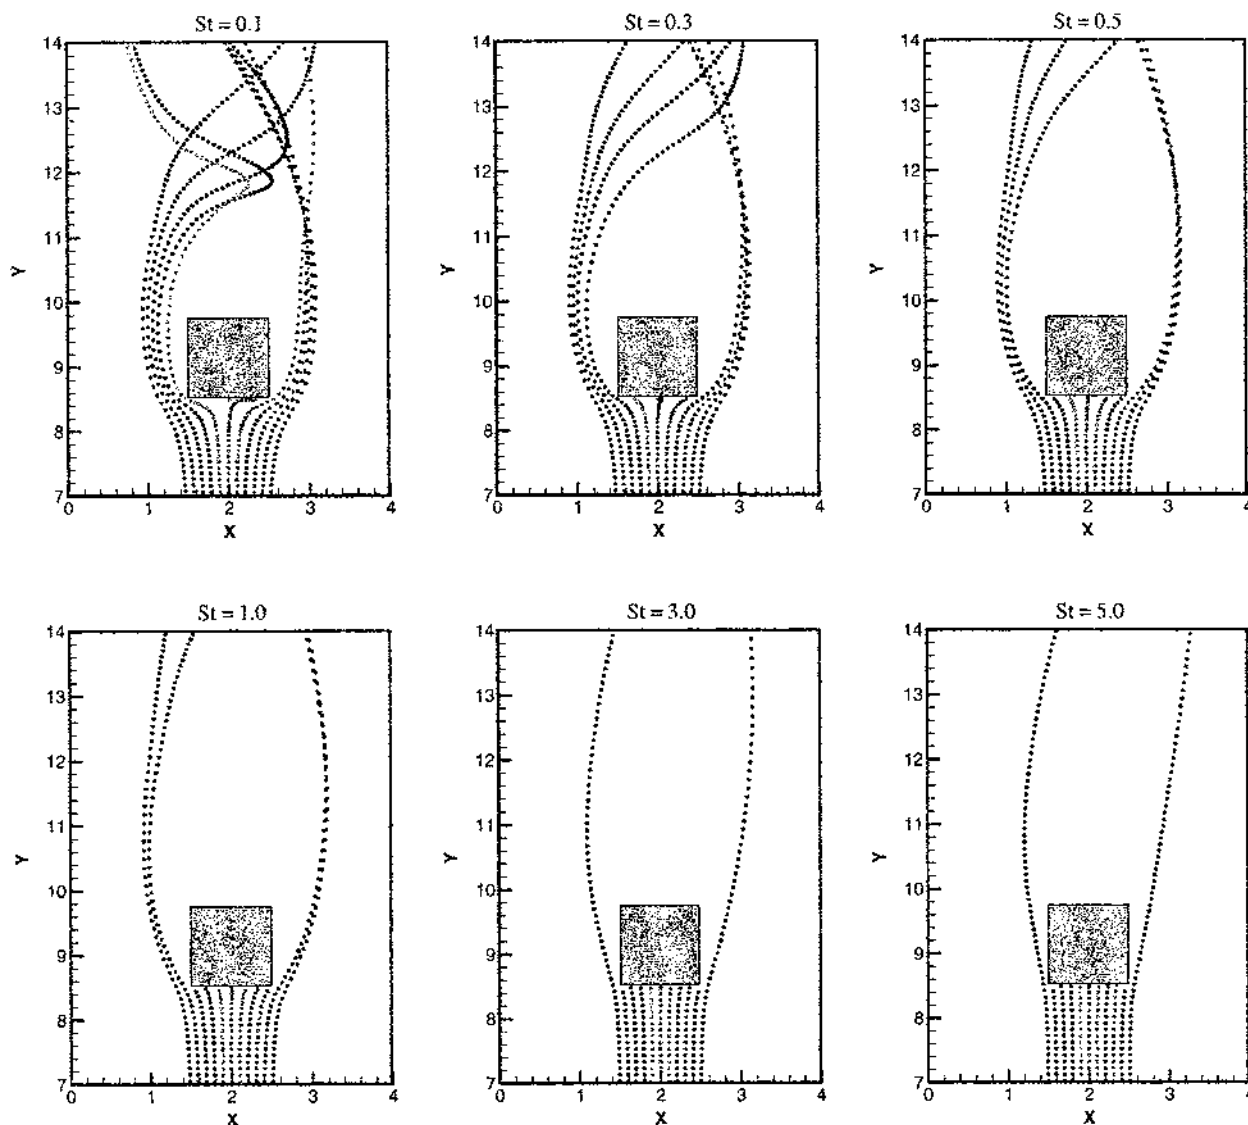 St = 0.1 St = 0.3 St = 0.5
14 14 14
13 13 13
12 12 12
11 11 11
Y Y Y
10 10 10
9 9 9
8 8 8
7 7 7
0 1 2 3 4 0 1 2 3 4 0 1 2 3 4
X X X
St = 1.0 St = 3.0 St = 5.0
14 14 14
13 13 13
12 12 12
11 11 11
Y Y Y
10 10 10
9 9 9
8 8 8
7 7 7
0 1 2 3 4 0 1 2 3 4 0 1 2 3 4
X X X